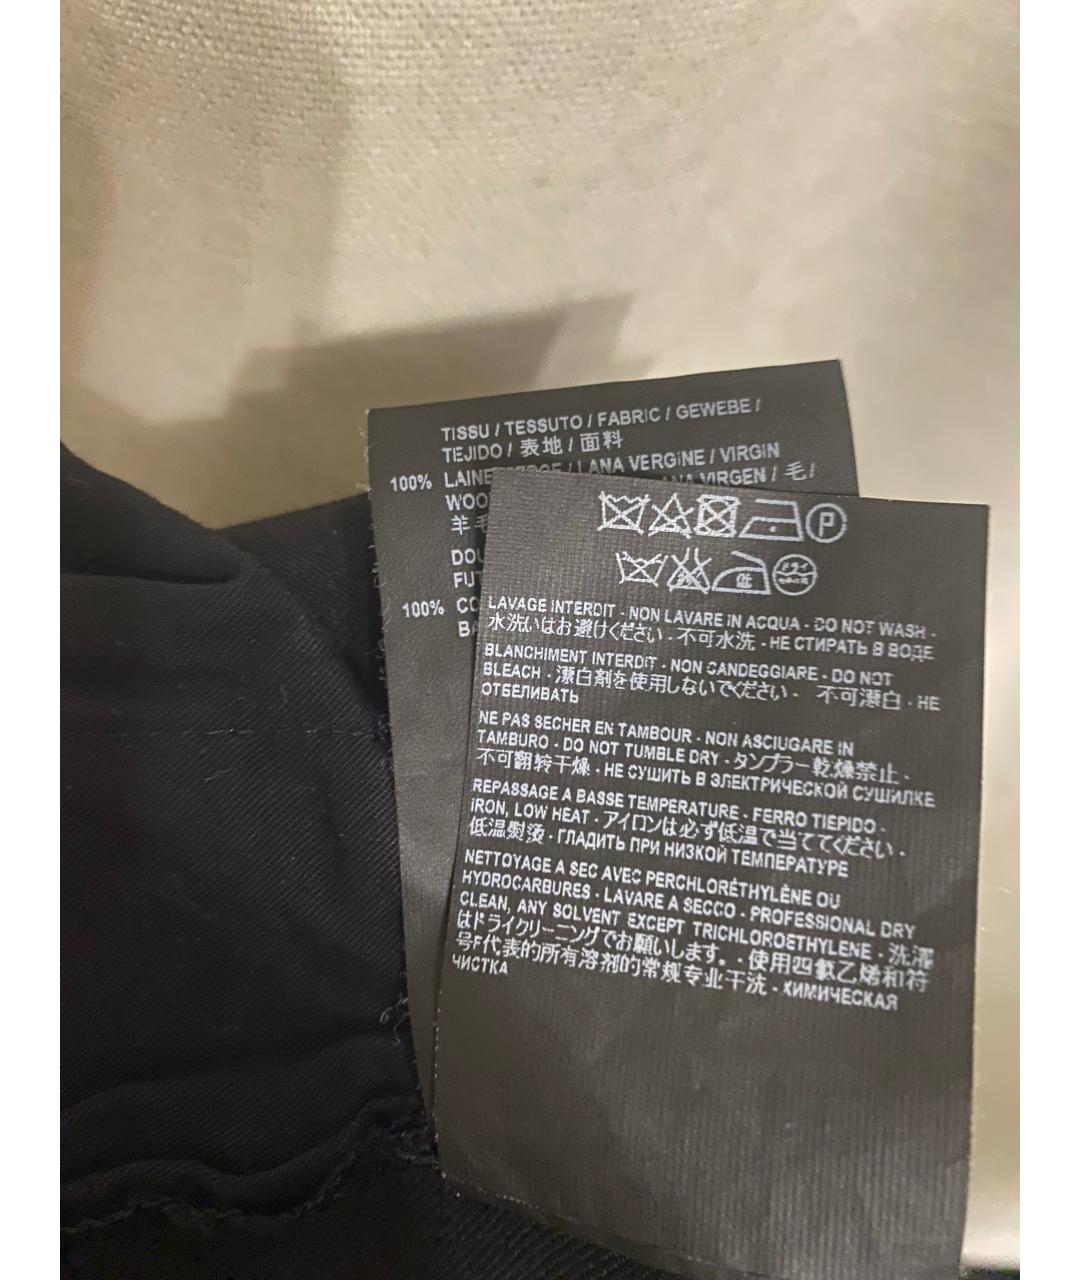 TISSU / TESSUTO / FABRIC / GEWEBE /
TEJIDO / 表地 / 面料
100% LAINE / LANA VERGINE / VIRGIN
VIRGEN / 毛 /
羊毛
100%
P
低
LAVAGE INTERDIT - NON LAVARE IN ACQUA - DO NOT WASH -
水洗いはお避けください - 不可水洗 - НЕ СТИРАТЬ В ВОДЕ
BLANCHIMENT INTERDIT - NON CANDEGGIARE - DO NOT
BLEACH - 漂白剤を使用しないでください - 不可漂白 - НЕ
ОТБЕЛИВАТЬ
NE PAS SECHER EN TAMBOUR - NON ASCIUGARE IN
TAMBURO - DO NOT TUMBLE DRY - タンブラー乾燥禁止 -
不可翻转干燥 - НЕ СУШИТЬ В ЭЛЕКТРИЧЕСКОЙ СУШИЛКЕ
REPASSAGE A BASSE TEMPERATURE - FERRO TIEPIDO -
IRON, LOW HEAT - アイロンは必ず低温で当ててください -
低温熨烫 - ГЛАДИТЬ ПРИ НИЗКОЙ ТЕМПЕРАТУРЕ
NETTOYAGE A SEC AVEC PERCHLORÉTHYLÈNE OU
HYDROCARBURES - LAVARE A SECCO - PROFESSIONAL DRY
CLEAN, ANY SOLVENT EXCEPT TRICHLOROETHYLENE - 洗濯
はドライクリーニングでお願いします。 - 使用四氯乙烯和符
号F代表的所有溶剂的常规专业干洗 - ХИМИЧЕСКАЯ
ЧИСТКА